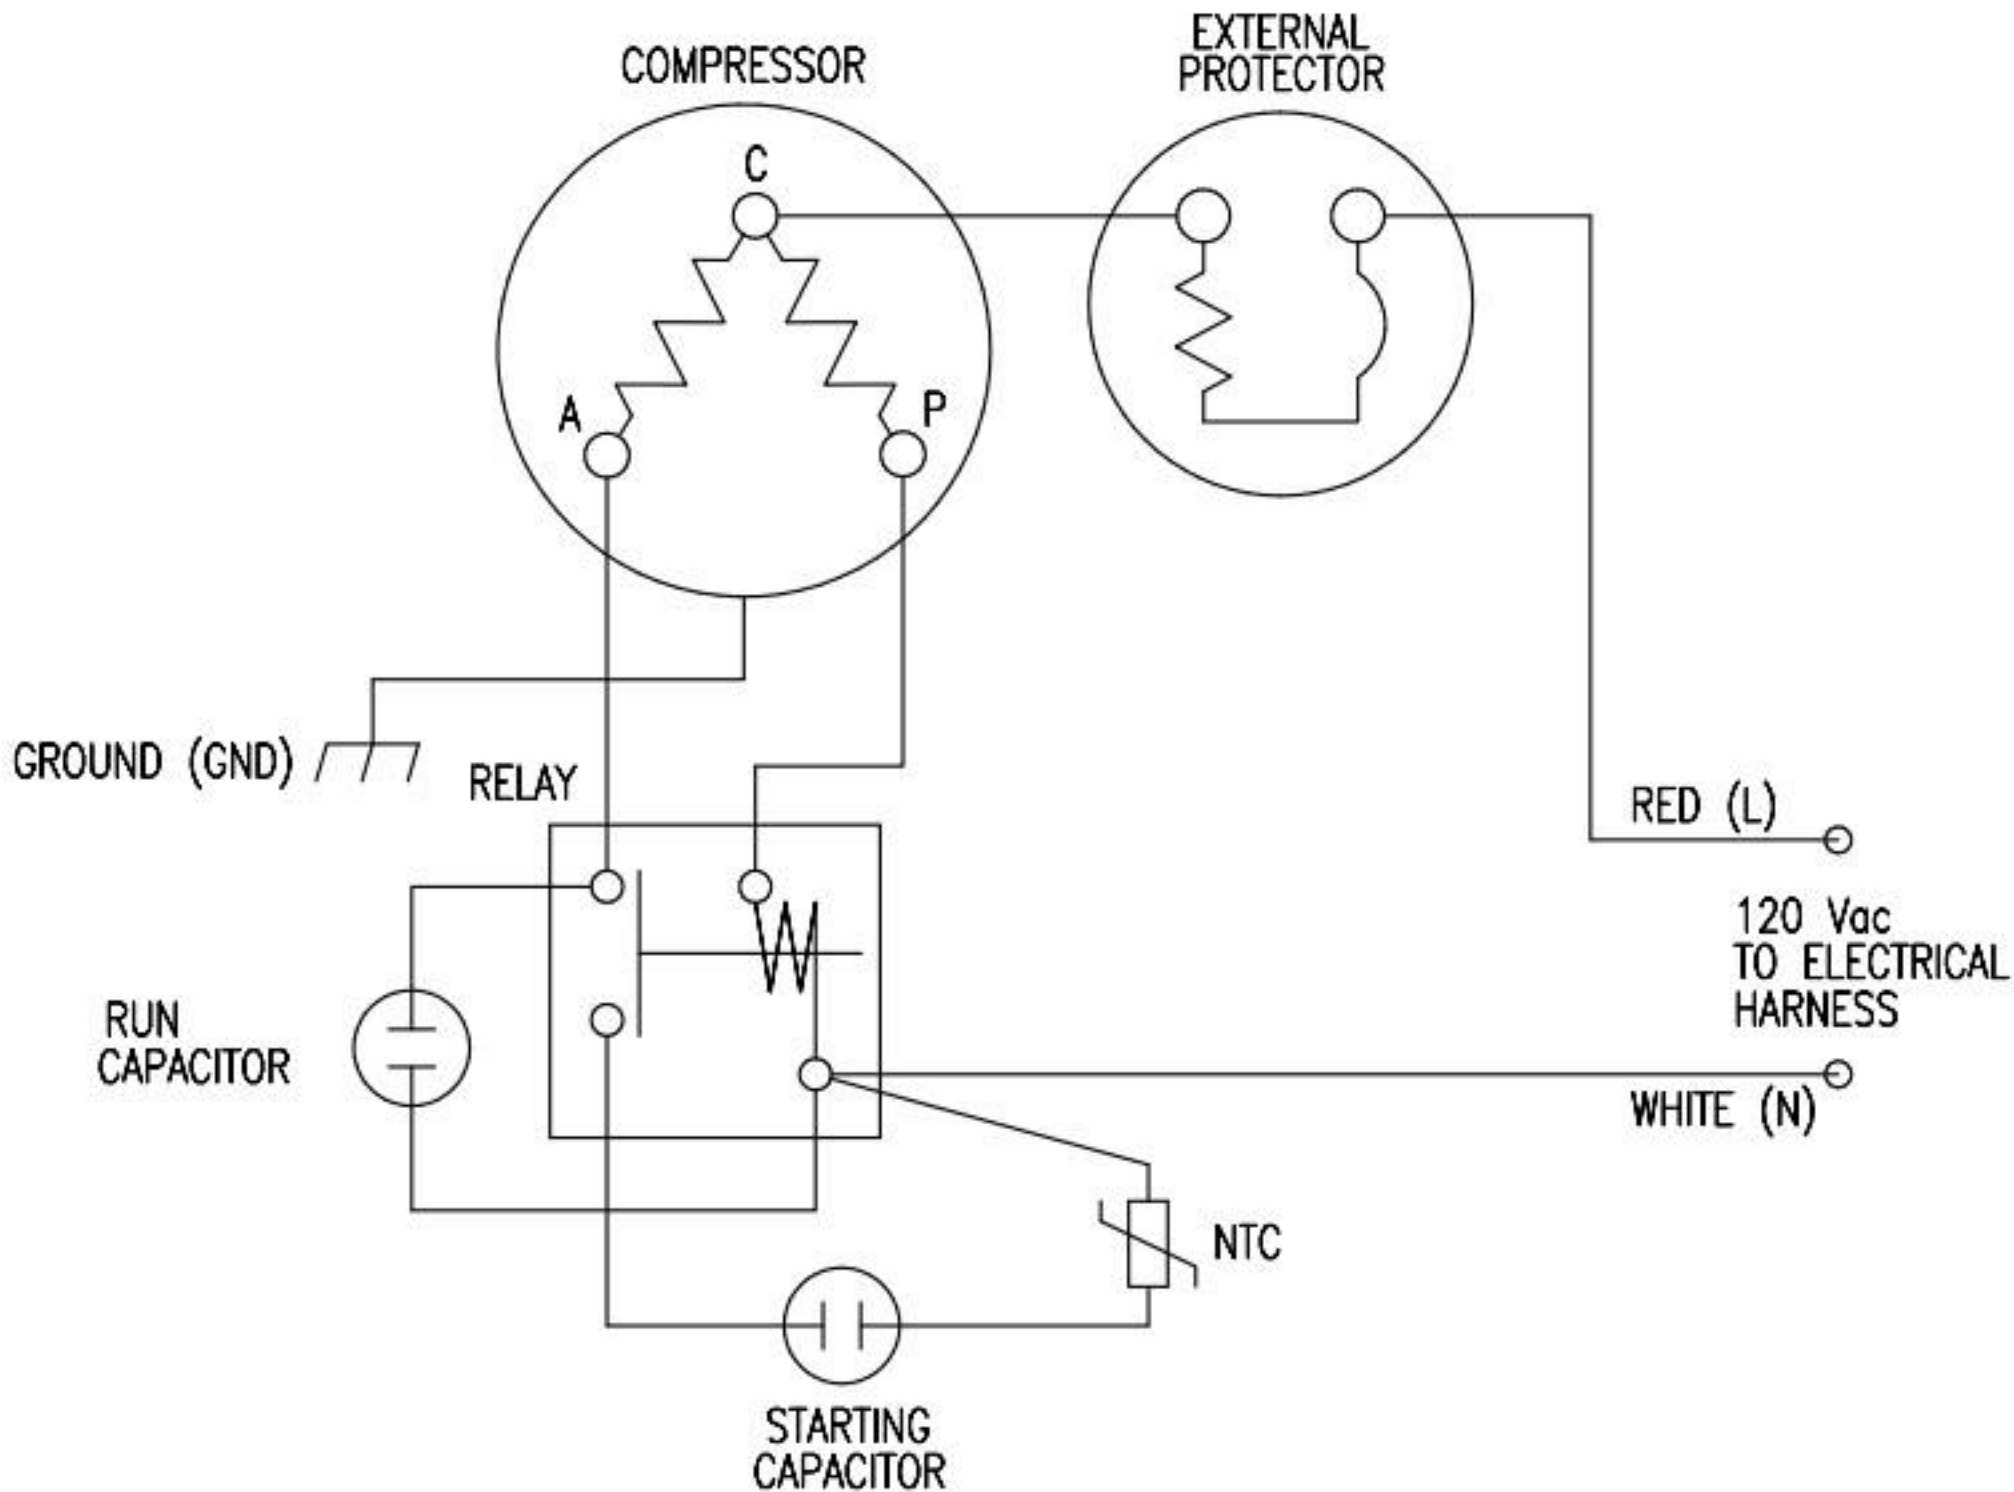 EXTERNAL
PROTECTOR
COMPRESSOR
C
A
P
GROUND (GND)
RELAY
RED (L)
120 Vac
TO ELECTRICAL
HARNESS
RUN
CAPACITOR
WHITE (N)
NTC
STARTING
CAPACITOR